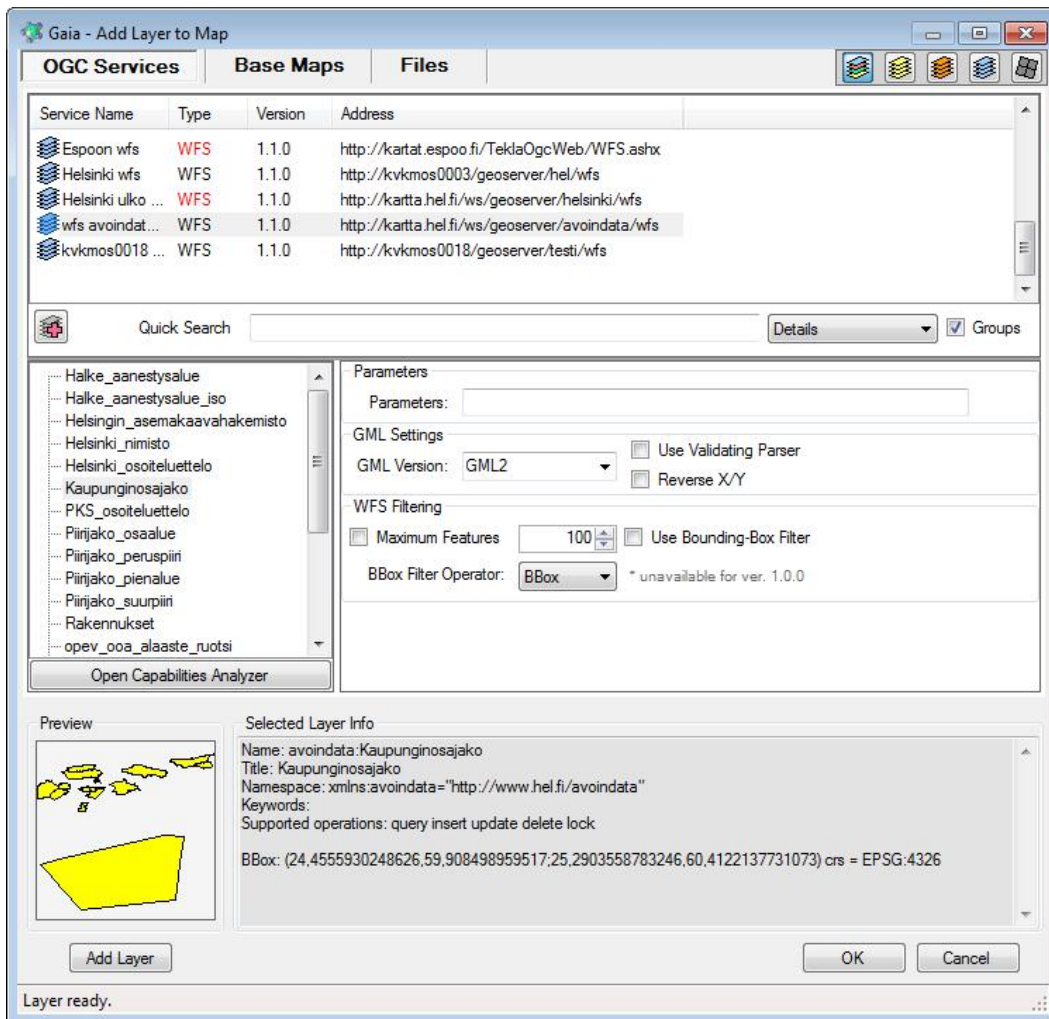 Gaia - Add Layer to Map
OGC Services Base Maps Files
Service Name Type Version Address
Espoon wfs WFS 1.1.0 http://kartat.espoo.fi/TeklaOgcWeb/WFS.ashx
Helsinki wfs WFS 1.1.0 http://kvkmos0003/geoserver/hel/wfs
Helsinki ulko ... WFS 1.1.0 http://kartta.hel.fi/ws/geoserver/helsinki/wfs
wfs avoindat... WFS 1.1.0 http://kartta.hel.fi/ws/geoserver/avoindata/wfs
kvkmos0018 ... WFS 1.1.0 http://kvkmos0018/geoserver/testi/wfs
Quick Search Details Groups
Halke_aanestysalue
Halke_aanestysalue_iso
Helsingin_asemakaavahakemisto
Helsinki_nimisto
Helsinki_osoiteluettelo
Kaupunginosajako
PKS_osoiteluettelo
Piirijako_osaalue
Piirijako_peruspiiri
Piirijako_pienalue
Piirijako_suurpiiri
Rakennukset
opev_ooa_alaaste_ruotsi
Open Capabilities Analyzer
Parameters
Parameters:
GML Settings
GML Version: GML2 Use Validating Parser
Reverse X/Y
WFS Filtering
Maximum Features 100 Use Bounding-Box Filter
BBox Filter Operator: BBox * unavailable for ver. 1.0.0
Preview
Selected Layer Info
Name: avoindata:Kaupunginosajako
Title: Kaupunginosajako
Namespace: xmlns:avoindata="http://www.hel.fi/avoindata"
Keywords:
Supported operations: query insert update delete lock
BBox: (24,4555930248626,59,908498959517;25,2903558783246,60,4122137731073) crs = EPSG:4326
Add Layer OK Cancel
Layer ready.